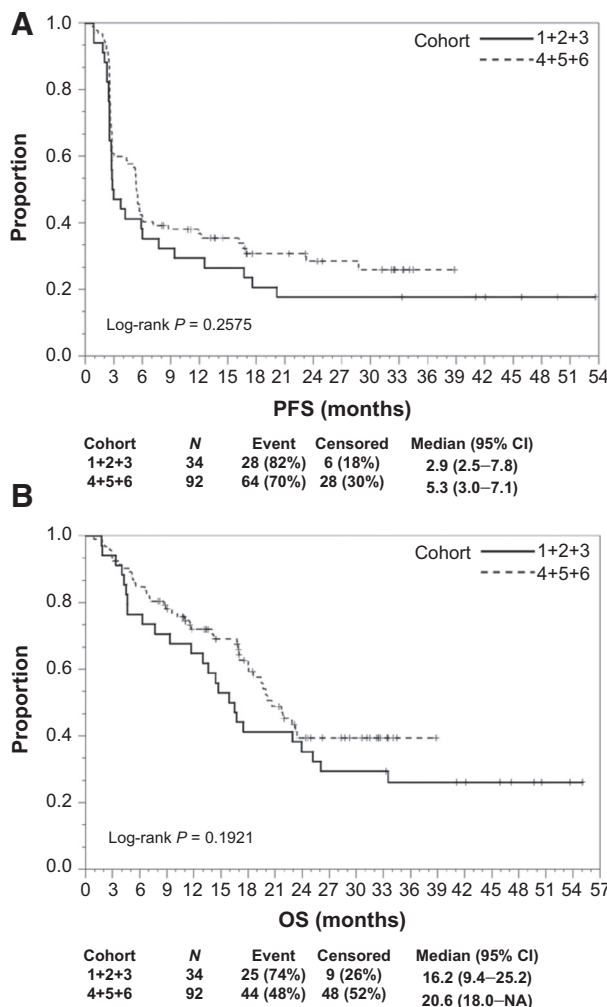 A
Cohort 1+2+3
4+5+6
Proportion
1.0
0.8
0.6
0.4
0.2
0.0
Log-rank P = 0.2575
0 3 6 9 12 15 18 21 24 27 30 33 36 39 42 45 48 51 54
PFS (months)
Cohort N Event Censored Median (95% CI)
1+2+3 34 28 (82%) 6 (18%) 2.9 (2.5–7.8)
4+5+6 92 64 (70%) 28 (30%) 5.3 (3.0–7.1)
B
Cohort 1+2+3
4+5+6
Proportion
1.0
0.8
0.6
0.4
0.2
0.0
Log-rank P = 0.1921
0 3 6 9 12 15 18 21 24 27 30 33 36 39 42 45 48 51 54 57
OS (months)
Cohort N Event Censored Median (95% CI)
1+2+3 34 25 (74%) 9 (26%) 16.2 (9.4–25.2)
4+5+6 92 44 (48%) 48 (52%) 20.6 (18.0–NA)